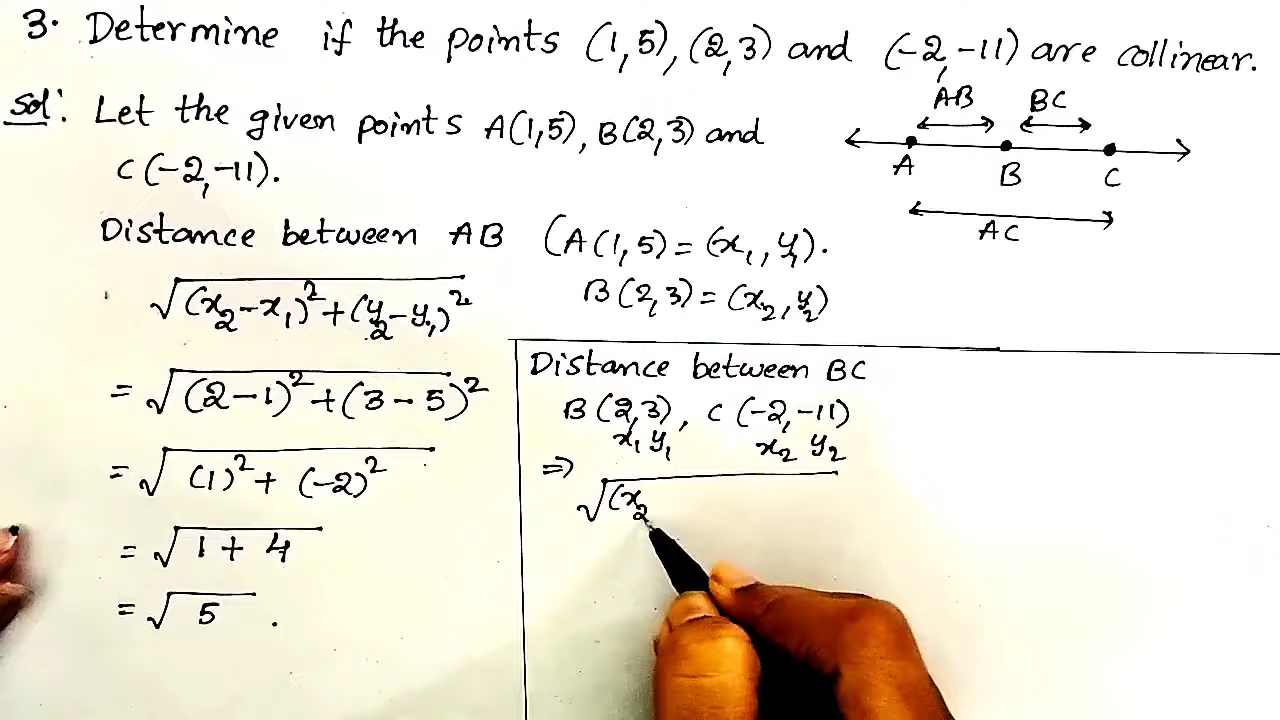 3. Determine if the points (1,5), (2,3) and (-2,-11) are collinear.
Sol: Let the given points A(1,5), B(2,3) and
C(-2,-11).
AB BC
A B C
AC
Distance between AB (A(1,5) = (x₁, y₁).
B(2,3) = (x₂, y₂)
√(x₂-x₁)²+(y₂-y₁)²
= √(2-1)²+(3-5)²
= √(1)²+(-2)²
= √1+4
= √5.
Distance between BC
B(2,3), C(-2,-11)
x₁ y₁ x₂ y₂
⇒
√(x₂